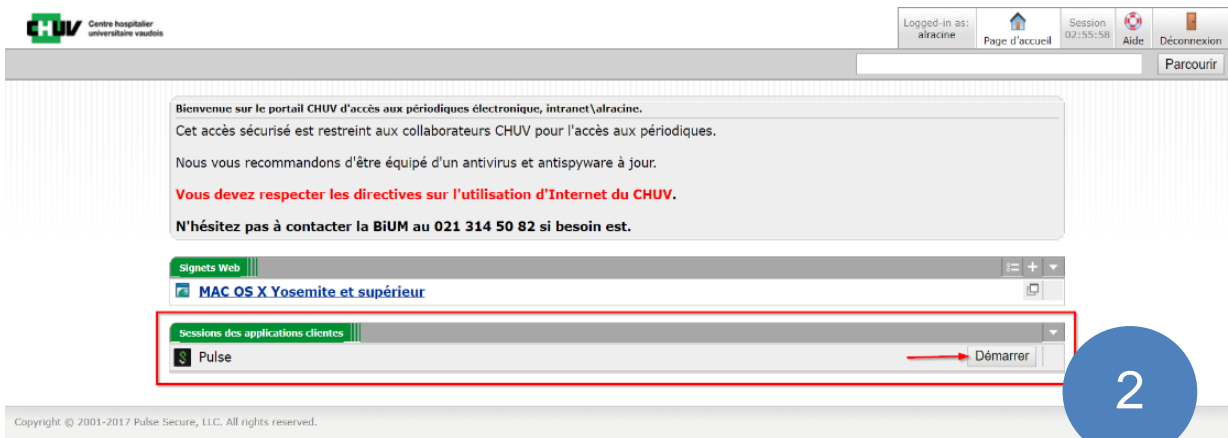 CHUV
Centre hospitalier
universitaire vaudois
Logged-in as:
alracine
Page d'accueil
Session
02:55:58
Aide
Déconnexion
Parcourir
Bienvenue sur le portail CHUV d'accès aux périodiques électronique, intranet\alracine.
Cet accès sécurisé est restreint aux collaborateurs CHUV pour l'accès aux périodiques.
Nous vous recommandons d'être équipé d'un antivirus et antispyware à jour.
Vous devez respecter les directives sur l'utilisation d'Internet du CHUV.
N'hésitez pas à contacter la BiUM au 021 314 50 82 si besoin est.
Signets Web
MAC OS X Yosemite et supérieur
Sessions des applications clientes
Pulse
Démarrer
2
Copyright © 2001-2017 Pulse Secure, LLC. All rights reserved.